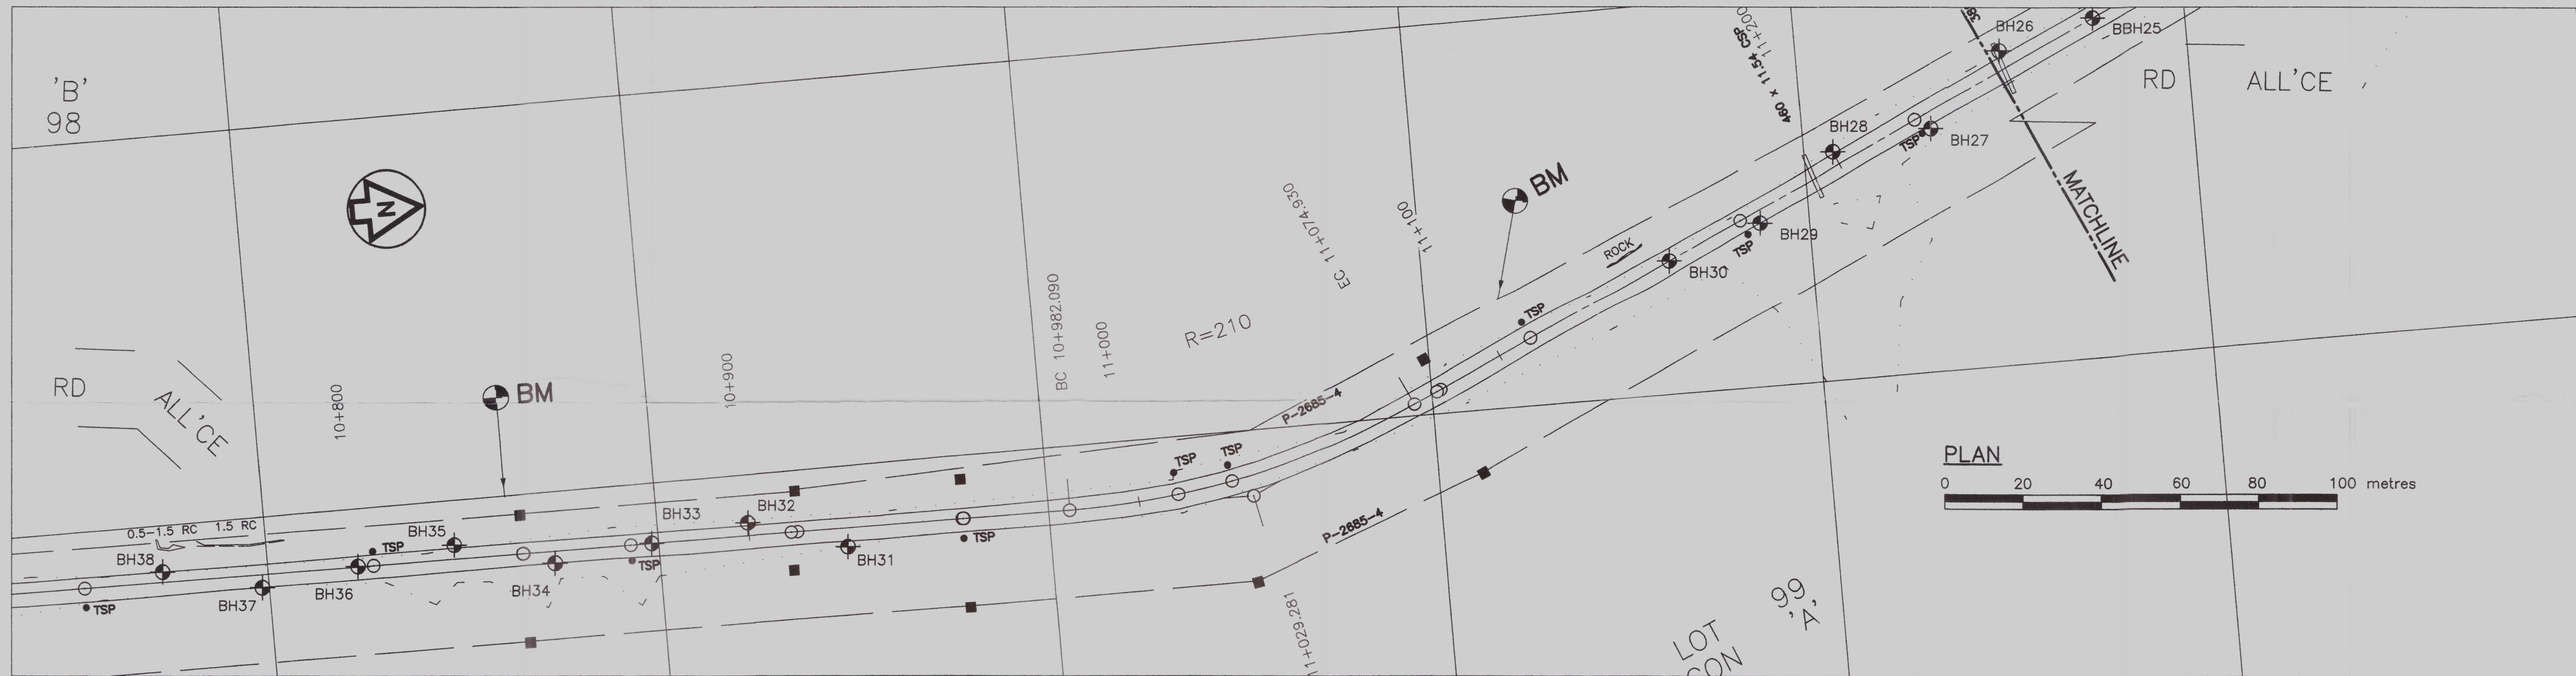 'B'
98
N
RD
ALL'CE
10+800
BM
10+900
BC 10+982.090
11+000
R=210
EC 11+074.930
11+100
BM
ROCK
460 x 11.54 CSP
11+200
BH26
BBH25
RD
ALL'CE
BH28
BH27
TSP
MATCHLINE
BH29
TSP
BH30
TSP
P-2685-4
TSP
TSP
0.5-1.5 RC
1.5 RC
BH38
BH35
TSP
BH33
BH32
BH31
TSP
TSP
BH34
BH36
BH37
TSP
P-2685-4
11+029.281
LOT
CON
99
'A'
PLAN
0 20 40 60 80 100 metres